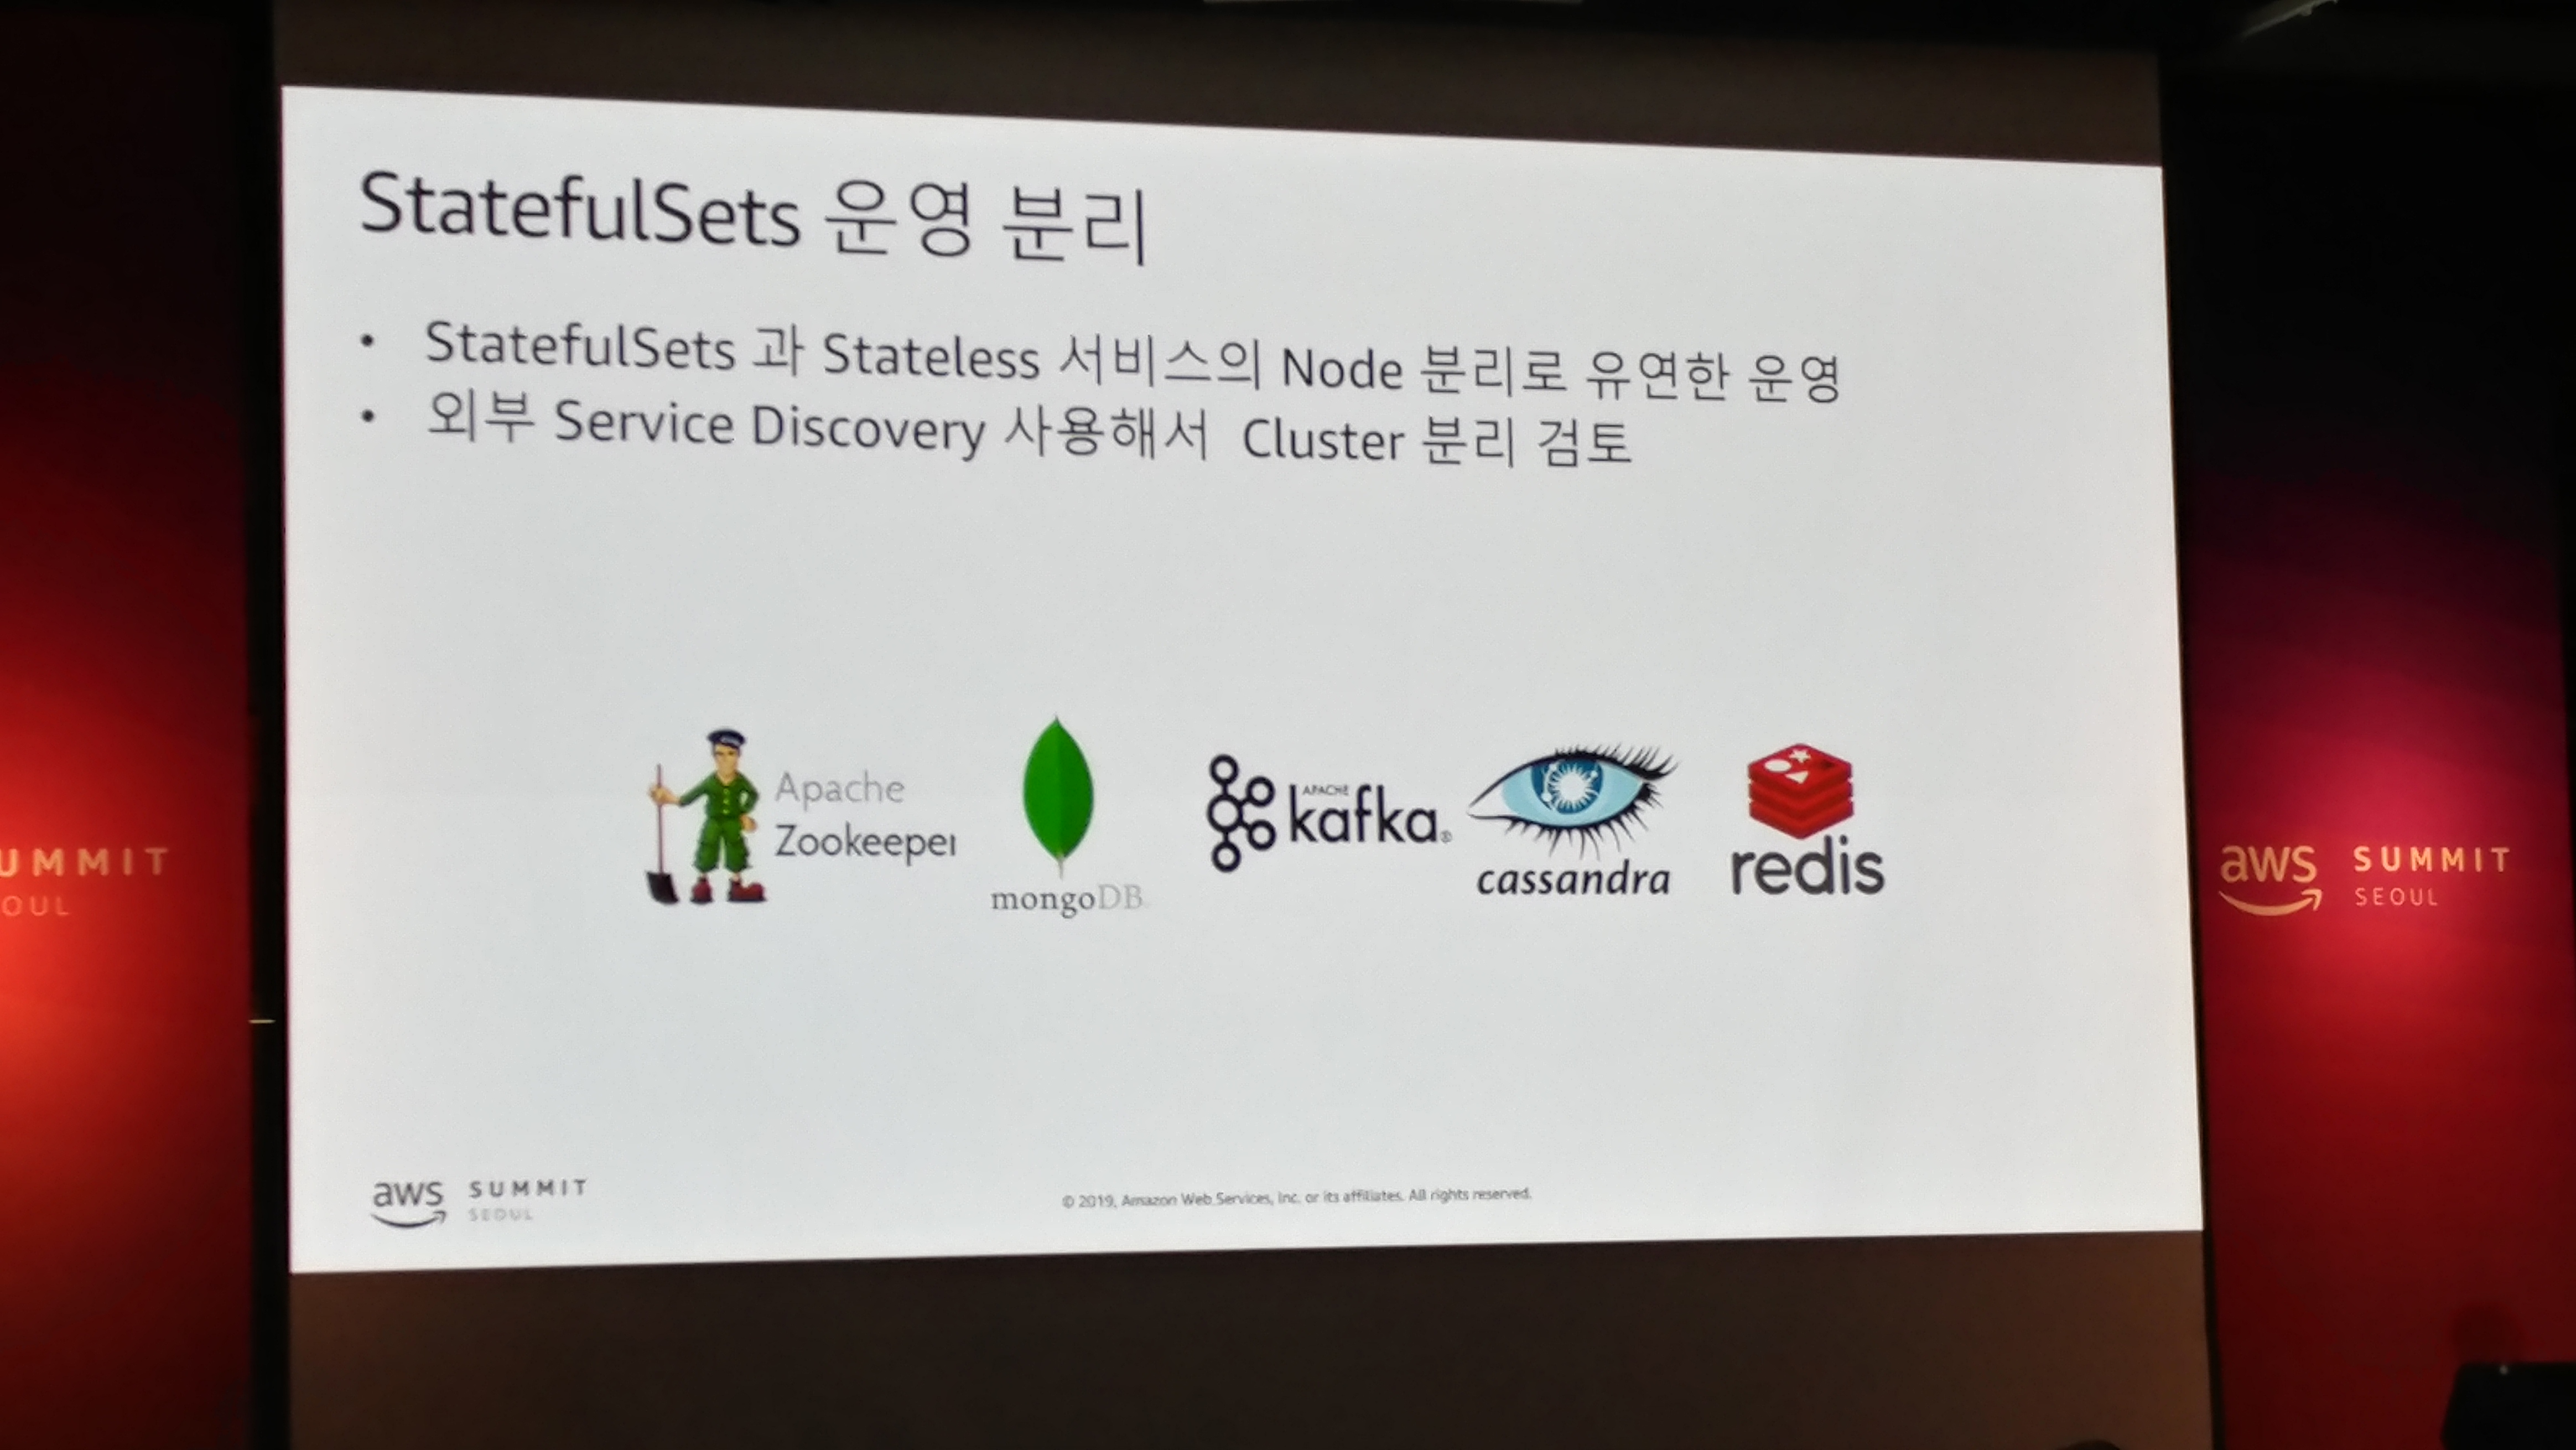 StatefulSets 운영 분리
• StatefulSets 과 Stateless 서비스의 Node 분리로 유연한 운영
• 외부 Service Discovery 사용해서 Cluster 분리 검토
Apache
Zookeeper
mongoDB
APACHE
kafka®
cassandra
redis
UMMIT
OUL
aws SUMMIT
SEOUL
aws SUMMIT
SEOUL
© 2019, Amazon Web Services, Inc. or its affiliates. All rights reserved.